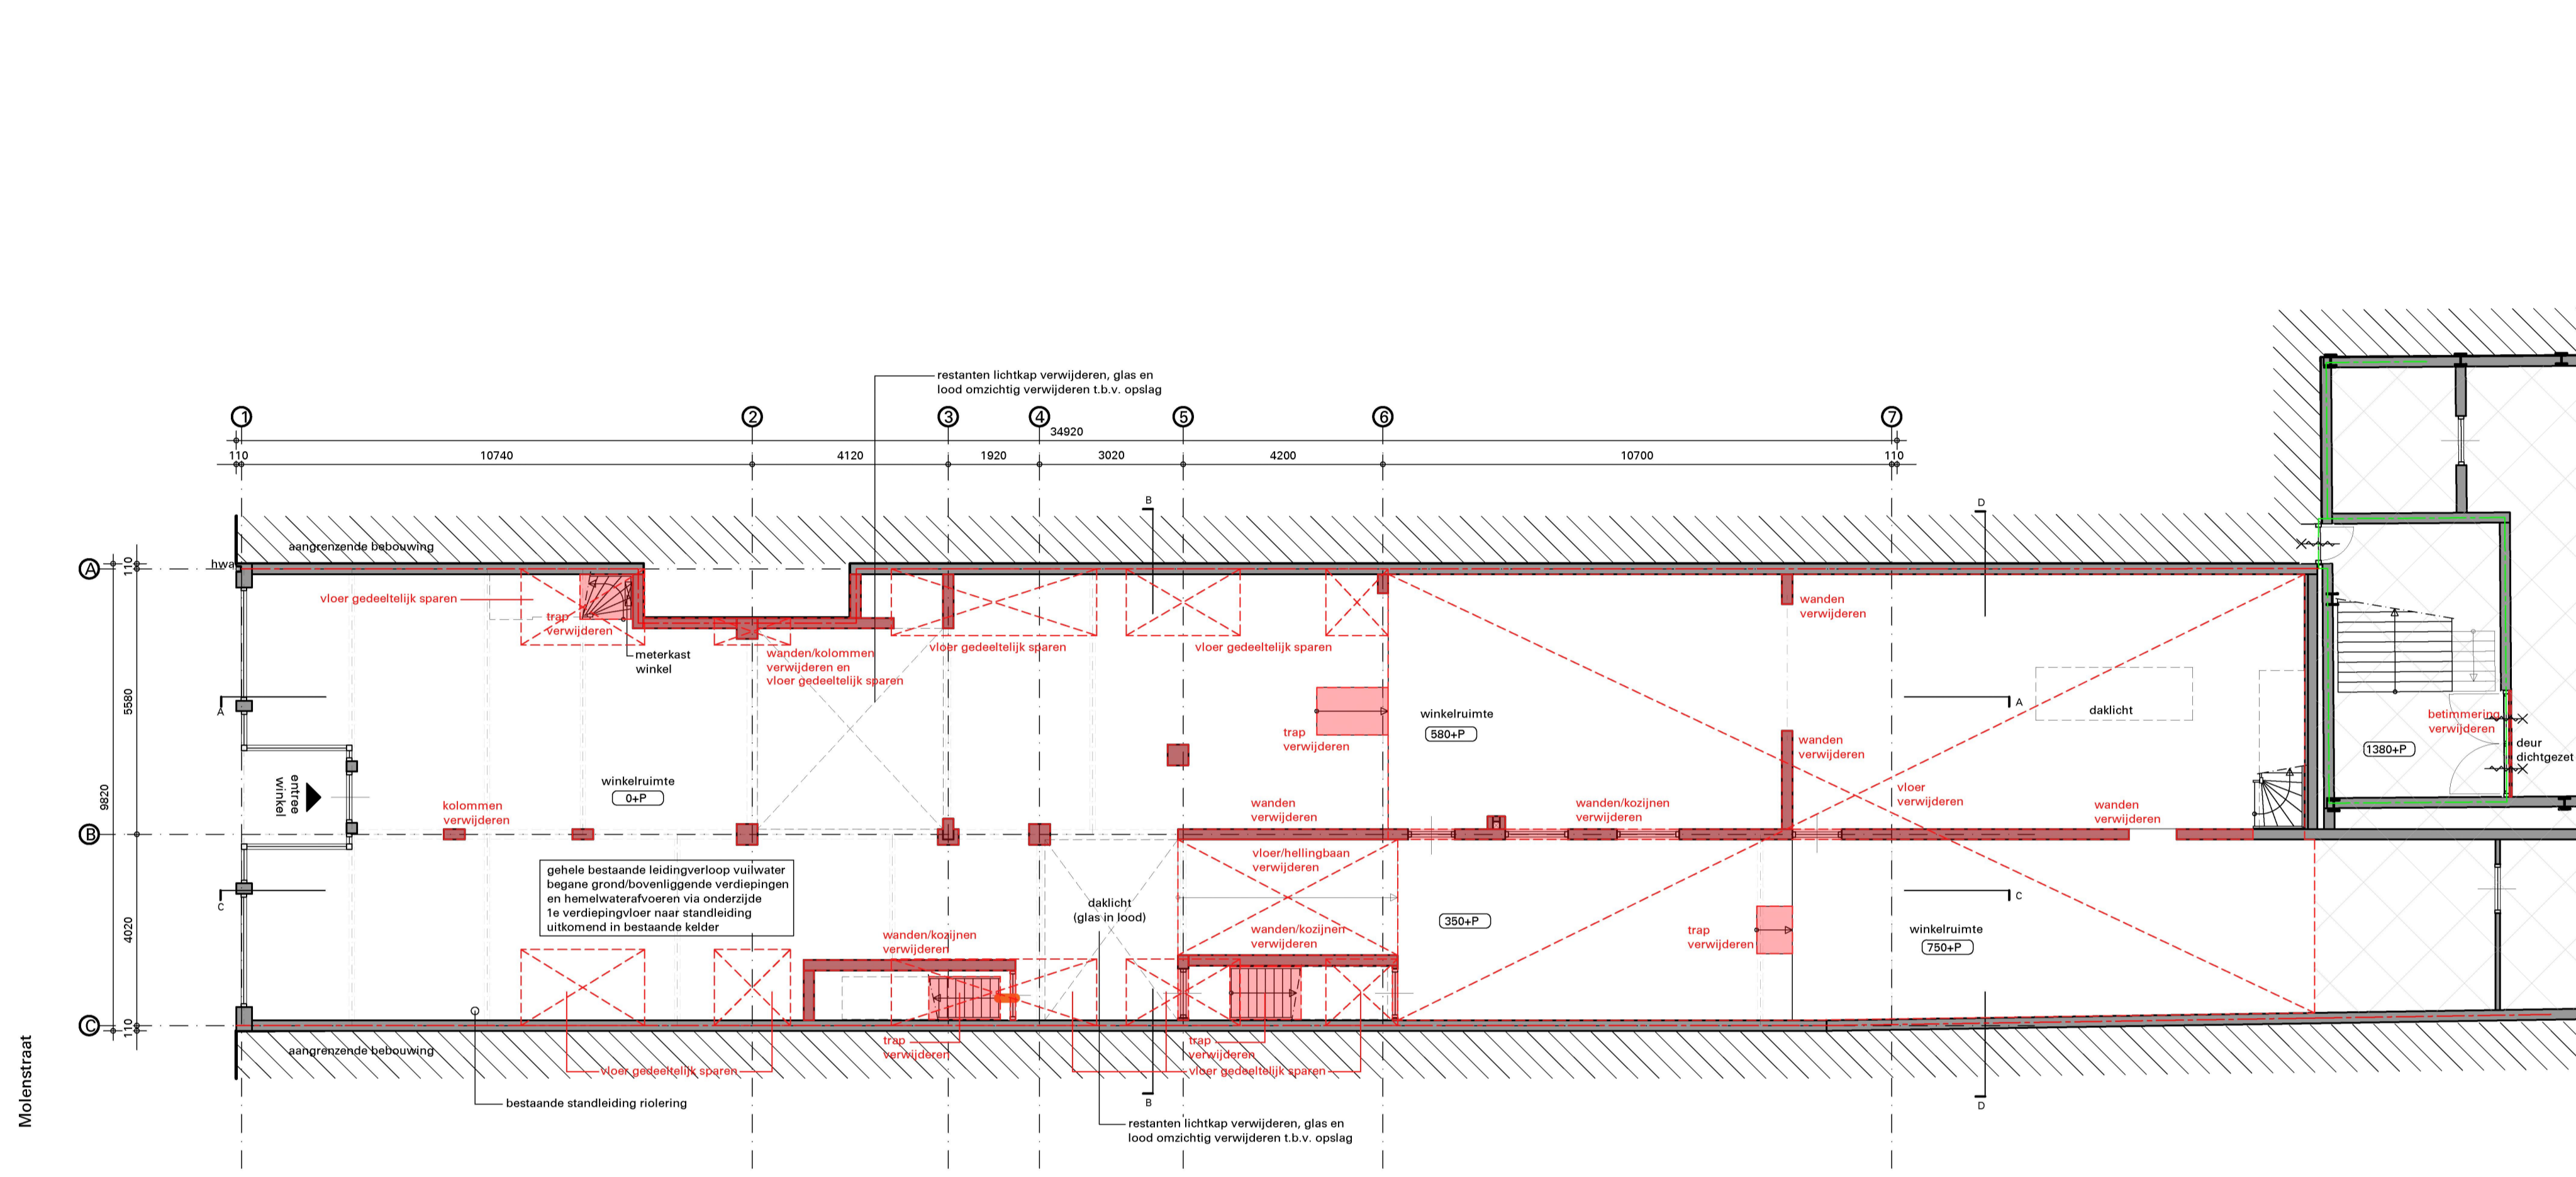 restanten lichtkap verwijderen, glas en
lood omzichtig verwijderen t.b.v. opslag
1
2
3
4
5
6
7
34920
110
10740
4120
1920
3020
4200
10700
110
B
D
aangrenzende bebouwing
hwa
A
110
vloer gedeeltelijk sparen
trap
verwijderen
meterkast
winkel
wanden/kolommen
verwijderen en
vloer gedeeltelijk sparen
vloer gedeeltelijk sparen
vloer gedeeltelijk sparen
wanden
verwijderen
5580
A
trap
verwijderen
winkelruimte
580+P
wanden
verwijderen
A
daklicht
betimmering
verwijderen
1380+P
deur
dichtgezet
9820
entree
winkel
winkelruimte
0+P
kolommen
verwijderen
wanden
verwijderen
wanden/kozijnen
verwijderen
vloer
verwijderen
wanden
verwijderen
B
H
gehele bestaande leidingverloop vuilwater
begane grond/bovenliggende verdiepingen
en hemelwaterafvoeren via onderzijde
1e verdiepingvloer naar standleiding
uitkomend in bestaande kelder
vloer/hellingbaan
verwijderen
C
C
4020
daklicht
(glas in lood)
350+P
wanden/kozijnen
verwijderen
wanden/kozijnen
verwijderen
trap
verwijderen
winkelruimte
750+P
C
110
trap
verwijderen
trap
verwijderen
aangrenzende bebouwing
vloer gedeeltelijk sparen
vloer gedeeltelijk sparen
Molenstraat
bestaande standleiding riolering
B
D
restanten lichtkap verwijderen, glas en
lood omzichtig verwijderen t.b.v. opslag